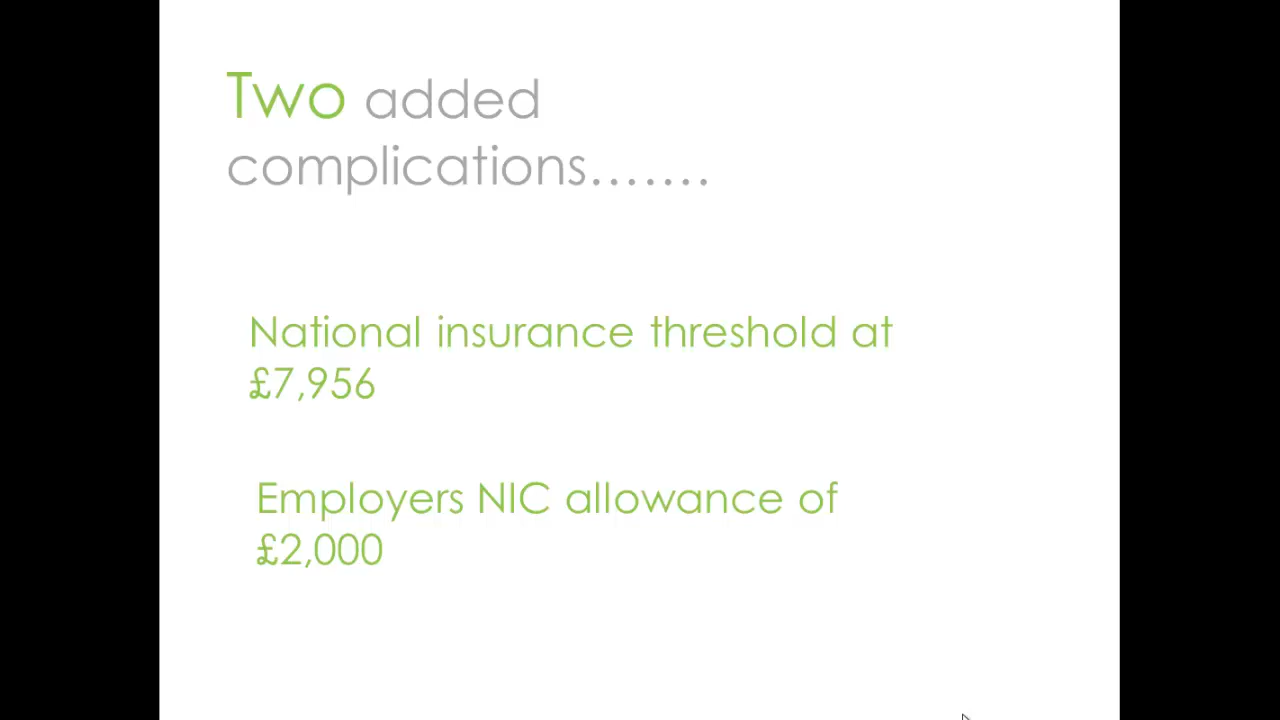 Two added
complications.......
National insurance threshold at
£7,956
Employers NIC allowance of
£2,000